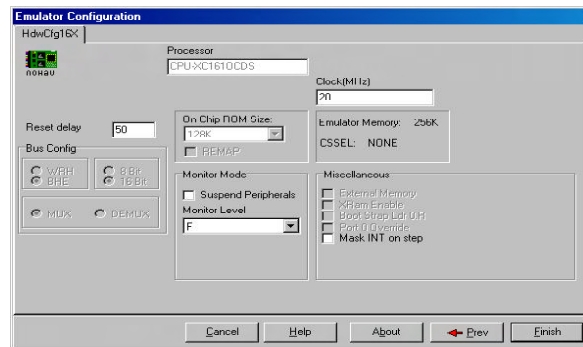 Emulator Configuration
HdwCfg16X
NOHAU
Processor
CPU-XC161OCDS
Clock(MHz)
20
Reset delay
50
On Chip ROM Size:
128K
REMAP
Emulator Memory: 256K
CSSEL: NONE
Bus Config
WRH
BHE
8 Bit
16 Bit
MUX
DEMUX
Monitor Mode
Suspend Peripherals
Monitor Level
F
Miscellaneous
External Memory
XRam Enable
Boot Strap Ldr
Port 0 Override
Mask INT on step
Cancel
Help
About
Prev
Finish